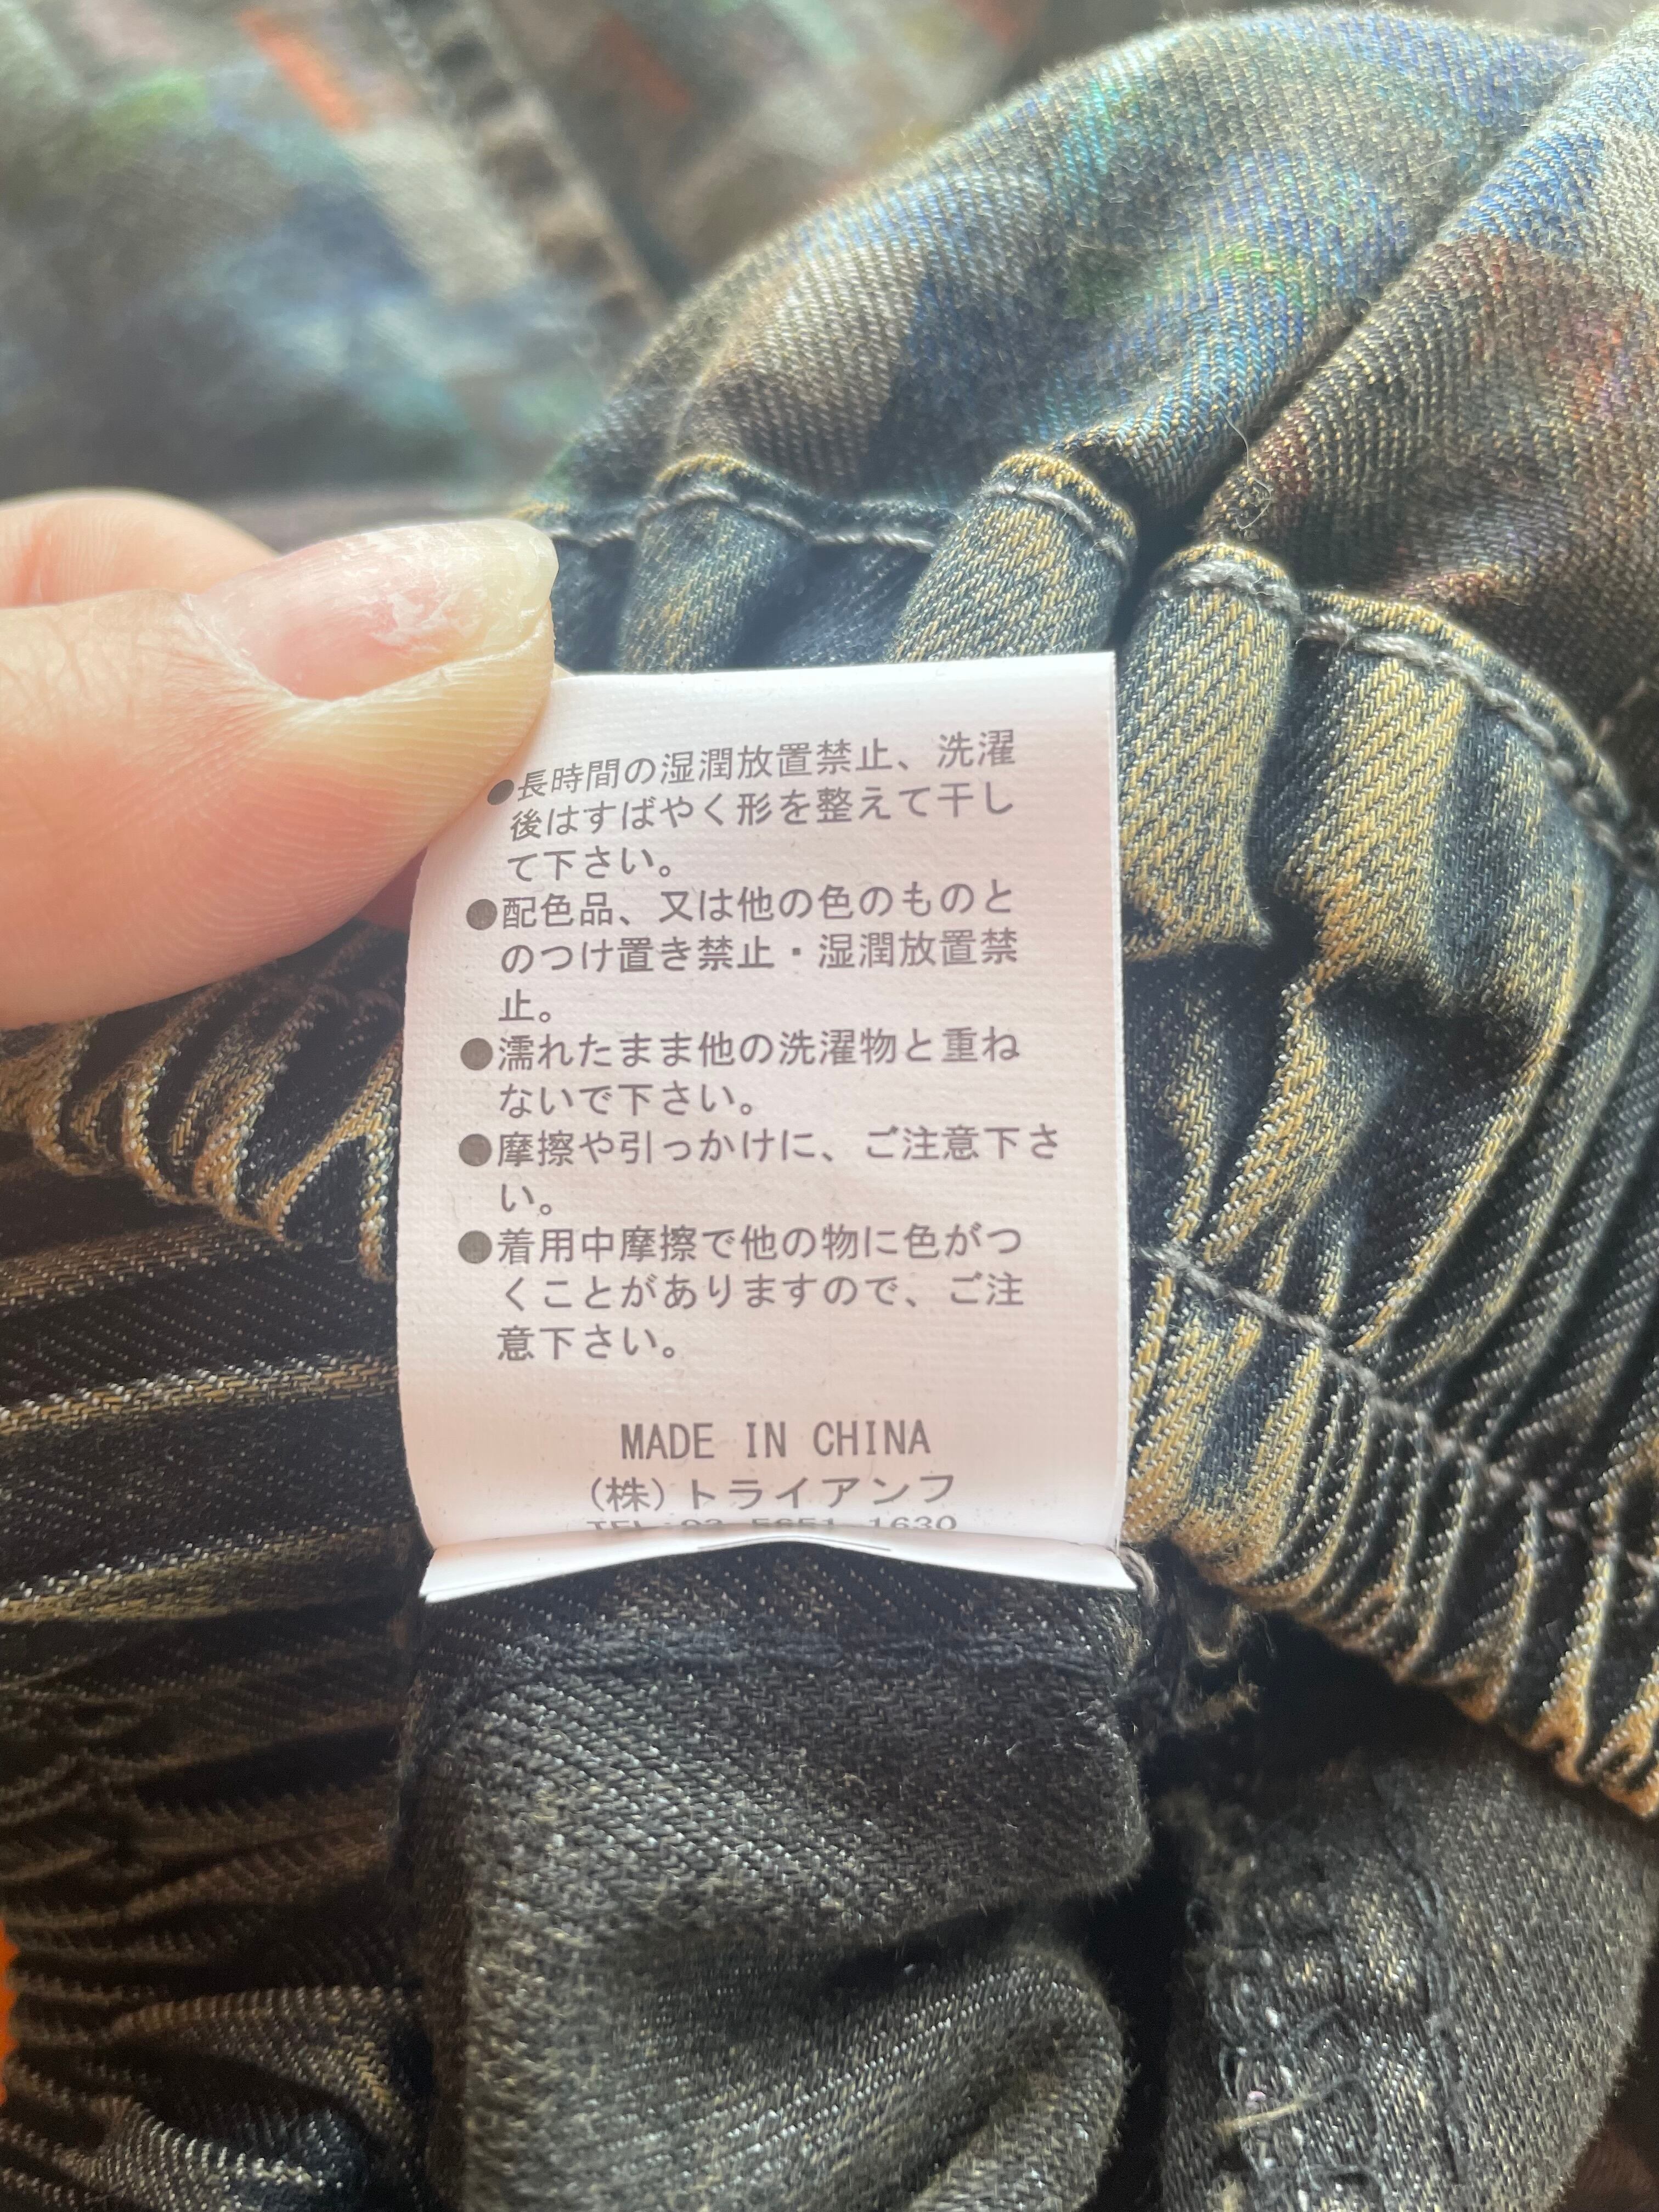 ●長時間の湿潤放置禁止、洗濯
後はすばやく形を整えて干し
て下さい。
●配色品、又は他の色のものと
のつけ置き禁止・湿潤放置禁
止。
●濡れたまま他の洗濯物と重ね
ないで下さい。
●摩擦や引っかけに、ご注意下さ
い。
●着用中摩擦で他の物に色がつ
くことがありますので、ご注
意下さい。
MADE IN CHINA
(株)トライアンフ
TEL 03 5651 1630